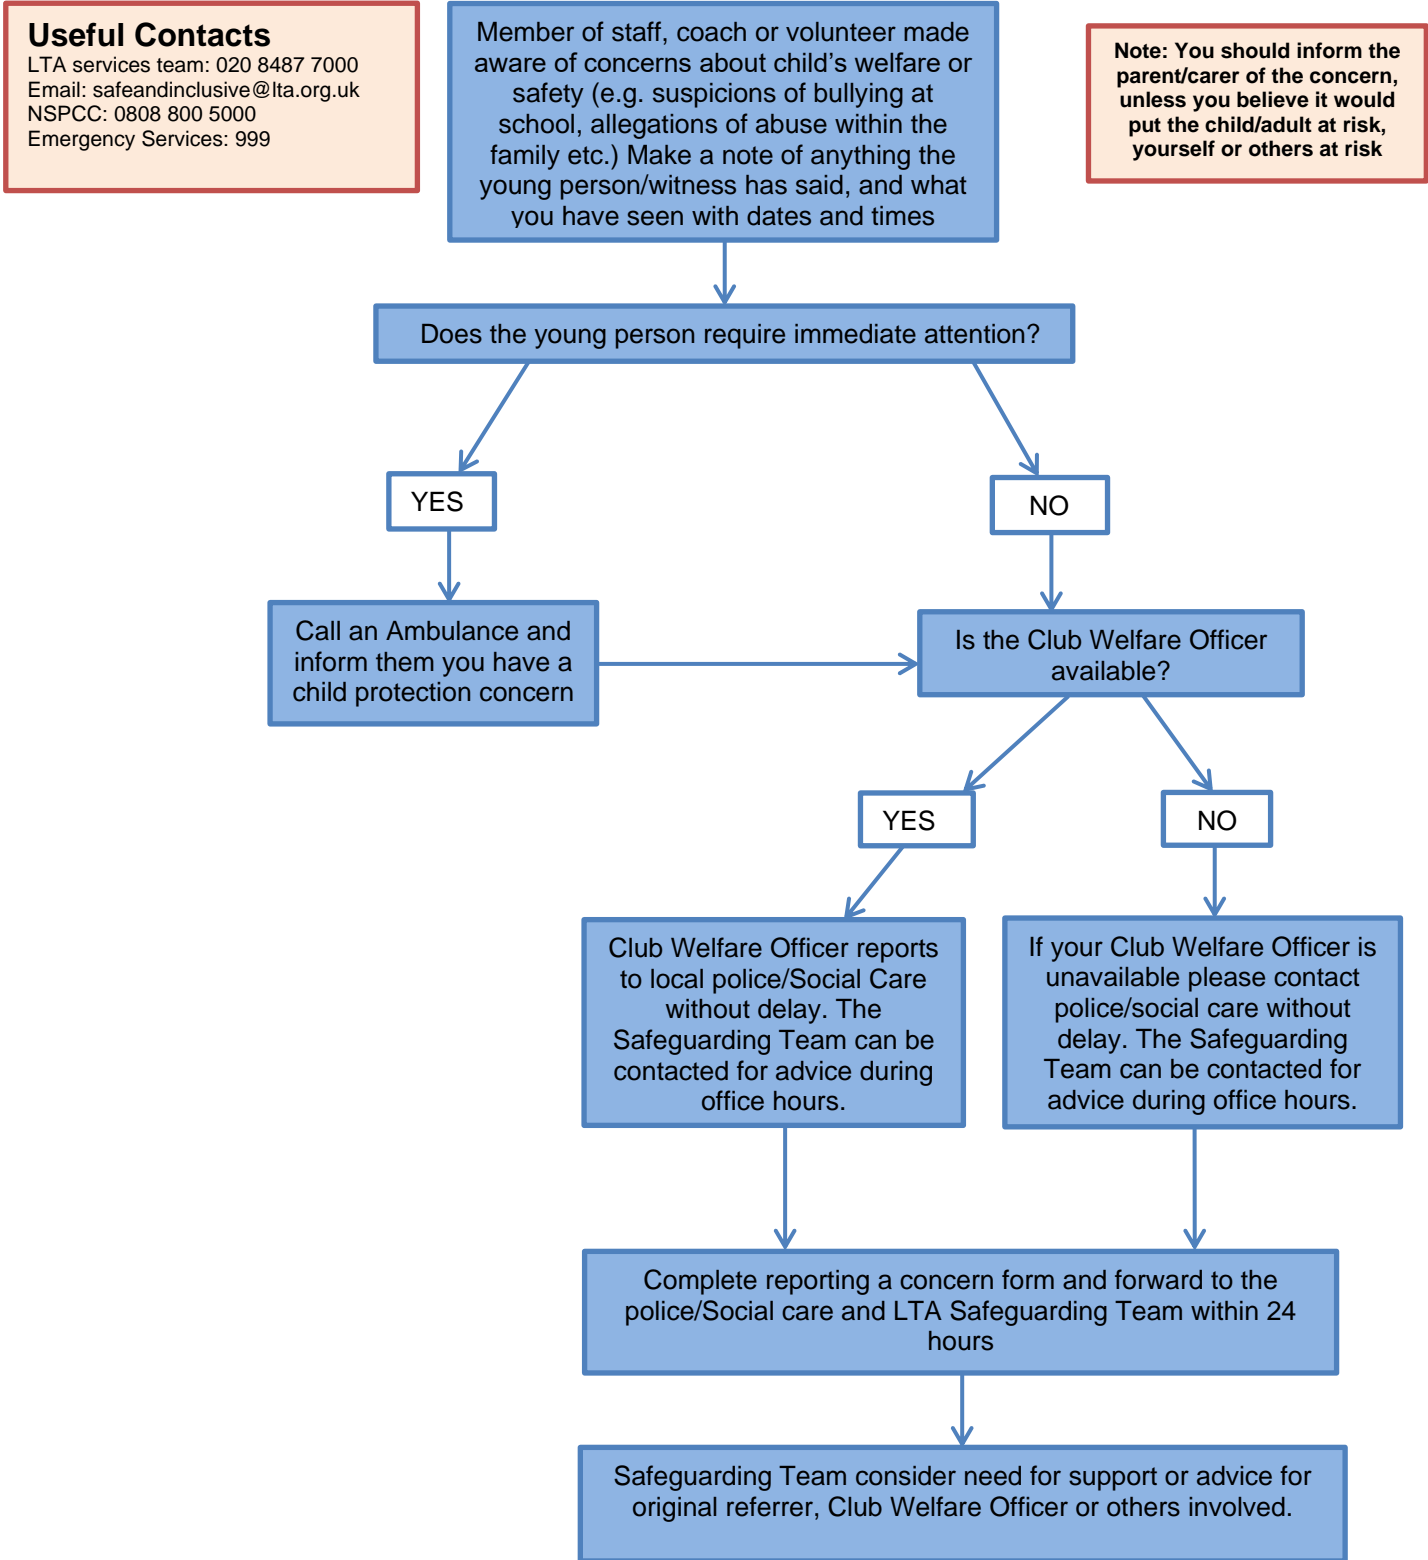 Useful Contacts
LTA services team: 020 8487 7000
Email: safeandinclusive@lta.org.uk
NSPCC: 0808 800 5000
Emergency Services: 999
Member of staff, coach or volunteer made
aware of concerns about child's welfare or
safety (e.g. suspicions of bullying at
school, allegations of abuse within the
family etc.) Make a note of anything the
young person/witness has said, and what
you have seen with dates and times
Note: You should inform the
parent/carer of the concern,
unless you believe it would
put the child/adult at risk,
yourself or others at risk
Does the young person require immediate attention?
YES
NO
Call an Ambulance and
inform them you have a
child protection concern
Is the Club Welfare Officer
available?
YES
NO
Club Welfare Officer reports
to local police/Social Care
without delay. The
Safeguarding Team can be
contacted for advice during
office hours.
If your Club Welfare Officer is
unavailable please contact
police/social care without
delay. The Safeguarding
Team can be contacted for
advice during office hours.
Complete reporting a concern form and forward to the
police/Social care and LTA Safeguarding Team within 24
hours
Safeguarding Team consider need for support or advice for
original referrer, Club Welfare Officer or others involved.